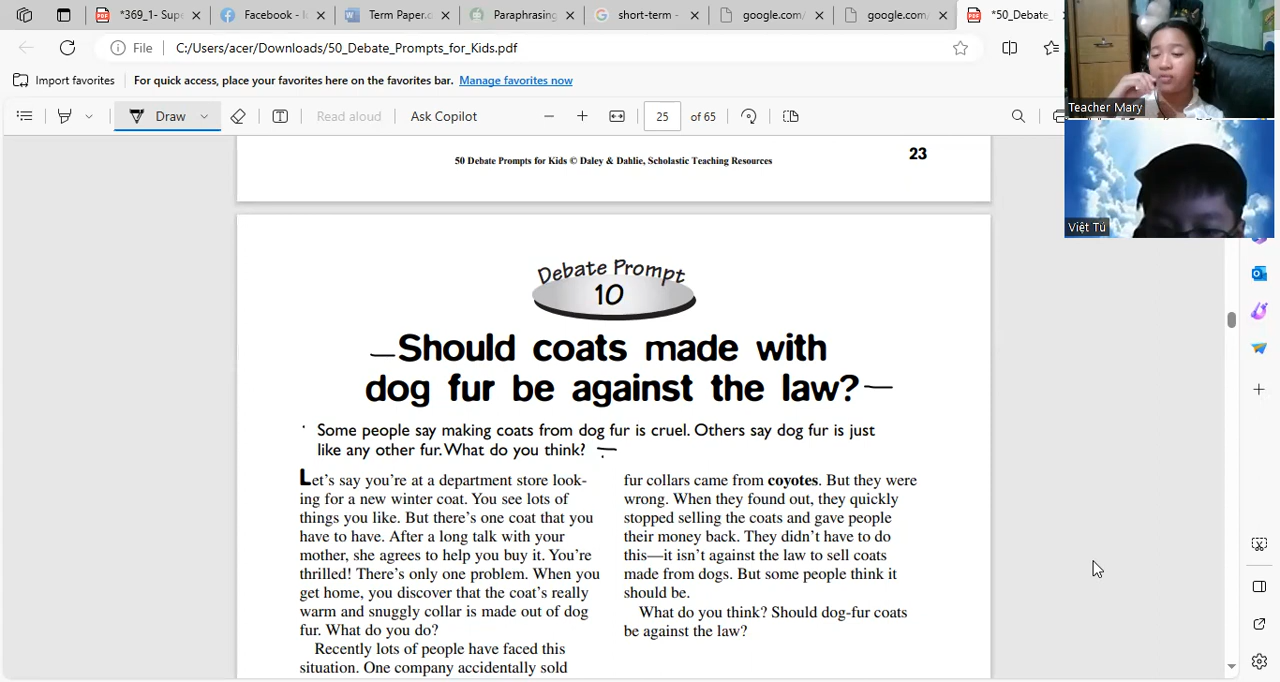 *369_1- Sup
Facebook - l
Term Paper.c
Paraphrasing
short-term -
google.com/
google.com/
*50_Debate_
File
C:/Users/acer/Downloads/50_Debate_Prompts_for_Kids.pdf
Import favorites
For quick access, place your favorites here on the favorites bar. Manage favorites now
Draw
Read aloud
Ask Copilot
25 of 65
Teacher Mary
Việt Tú
50 Debate Prompts for Kids © Daley & Dahlie, Scholastic Teaching Resources
23
Debate Prompt
10
Should coats made with
dog fur be against the law?
Some people say making coats from dog fur is cruel. Others say dog fur is just
like any other fur. What do you think?
Let's say you're at a department store look-
ing for a new winter coat. You see lots of
things you like. But there's one coat that you
have to have. After a long talk with your
mother, she agrees to help you buy it. You're
thrilled! There's only one problem. When you
get home, you discover that the coat's really
warm and snuggly collar is made out of dog
fur. What do you do?
Recently lots of people have faced this
situation. One company accidentally sold
fur collars came from coyotes. But they were
wrong. When they found out, they quickly
stopped selling the coats and gave people
their money back. They didn't have to do
this—it isn't against the law to sell coats
made from dogs. But some people think it
should be.
What do you think? Should dog-fur coats
be against the law?